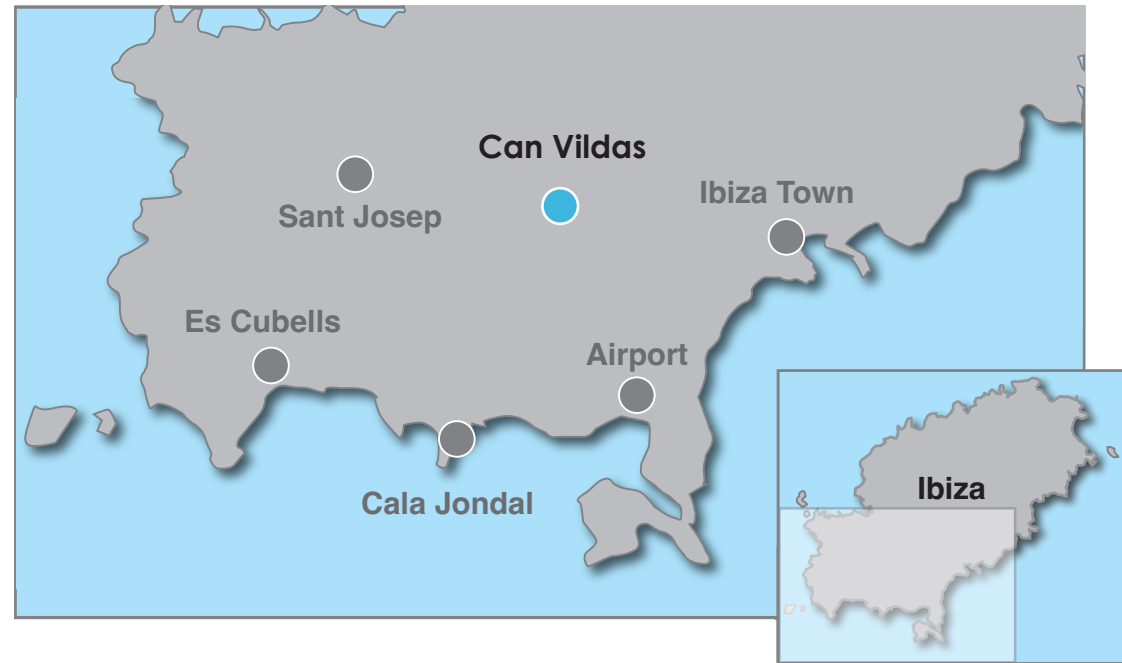 Can Vildas
Ibiza Town
Sant Josep
Es Cubells
Airport
Cala Jondal
Ibiza